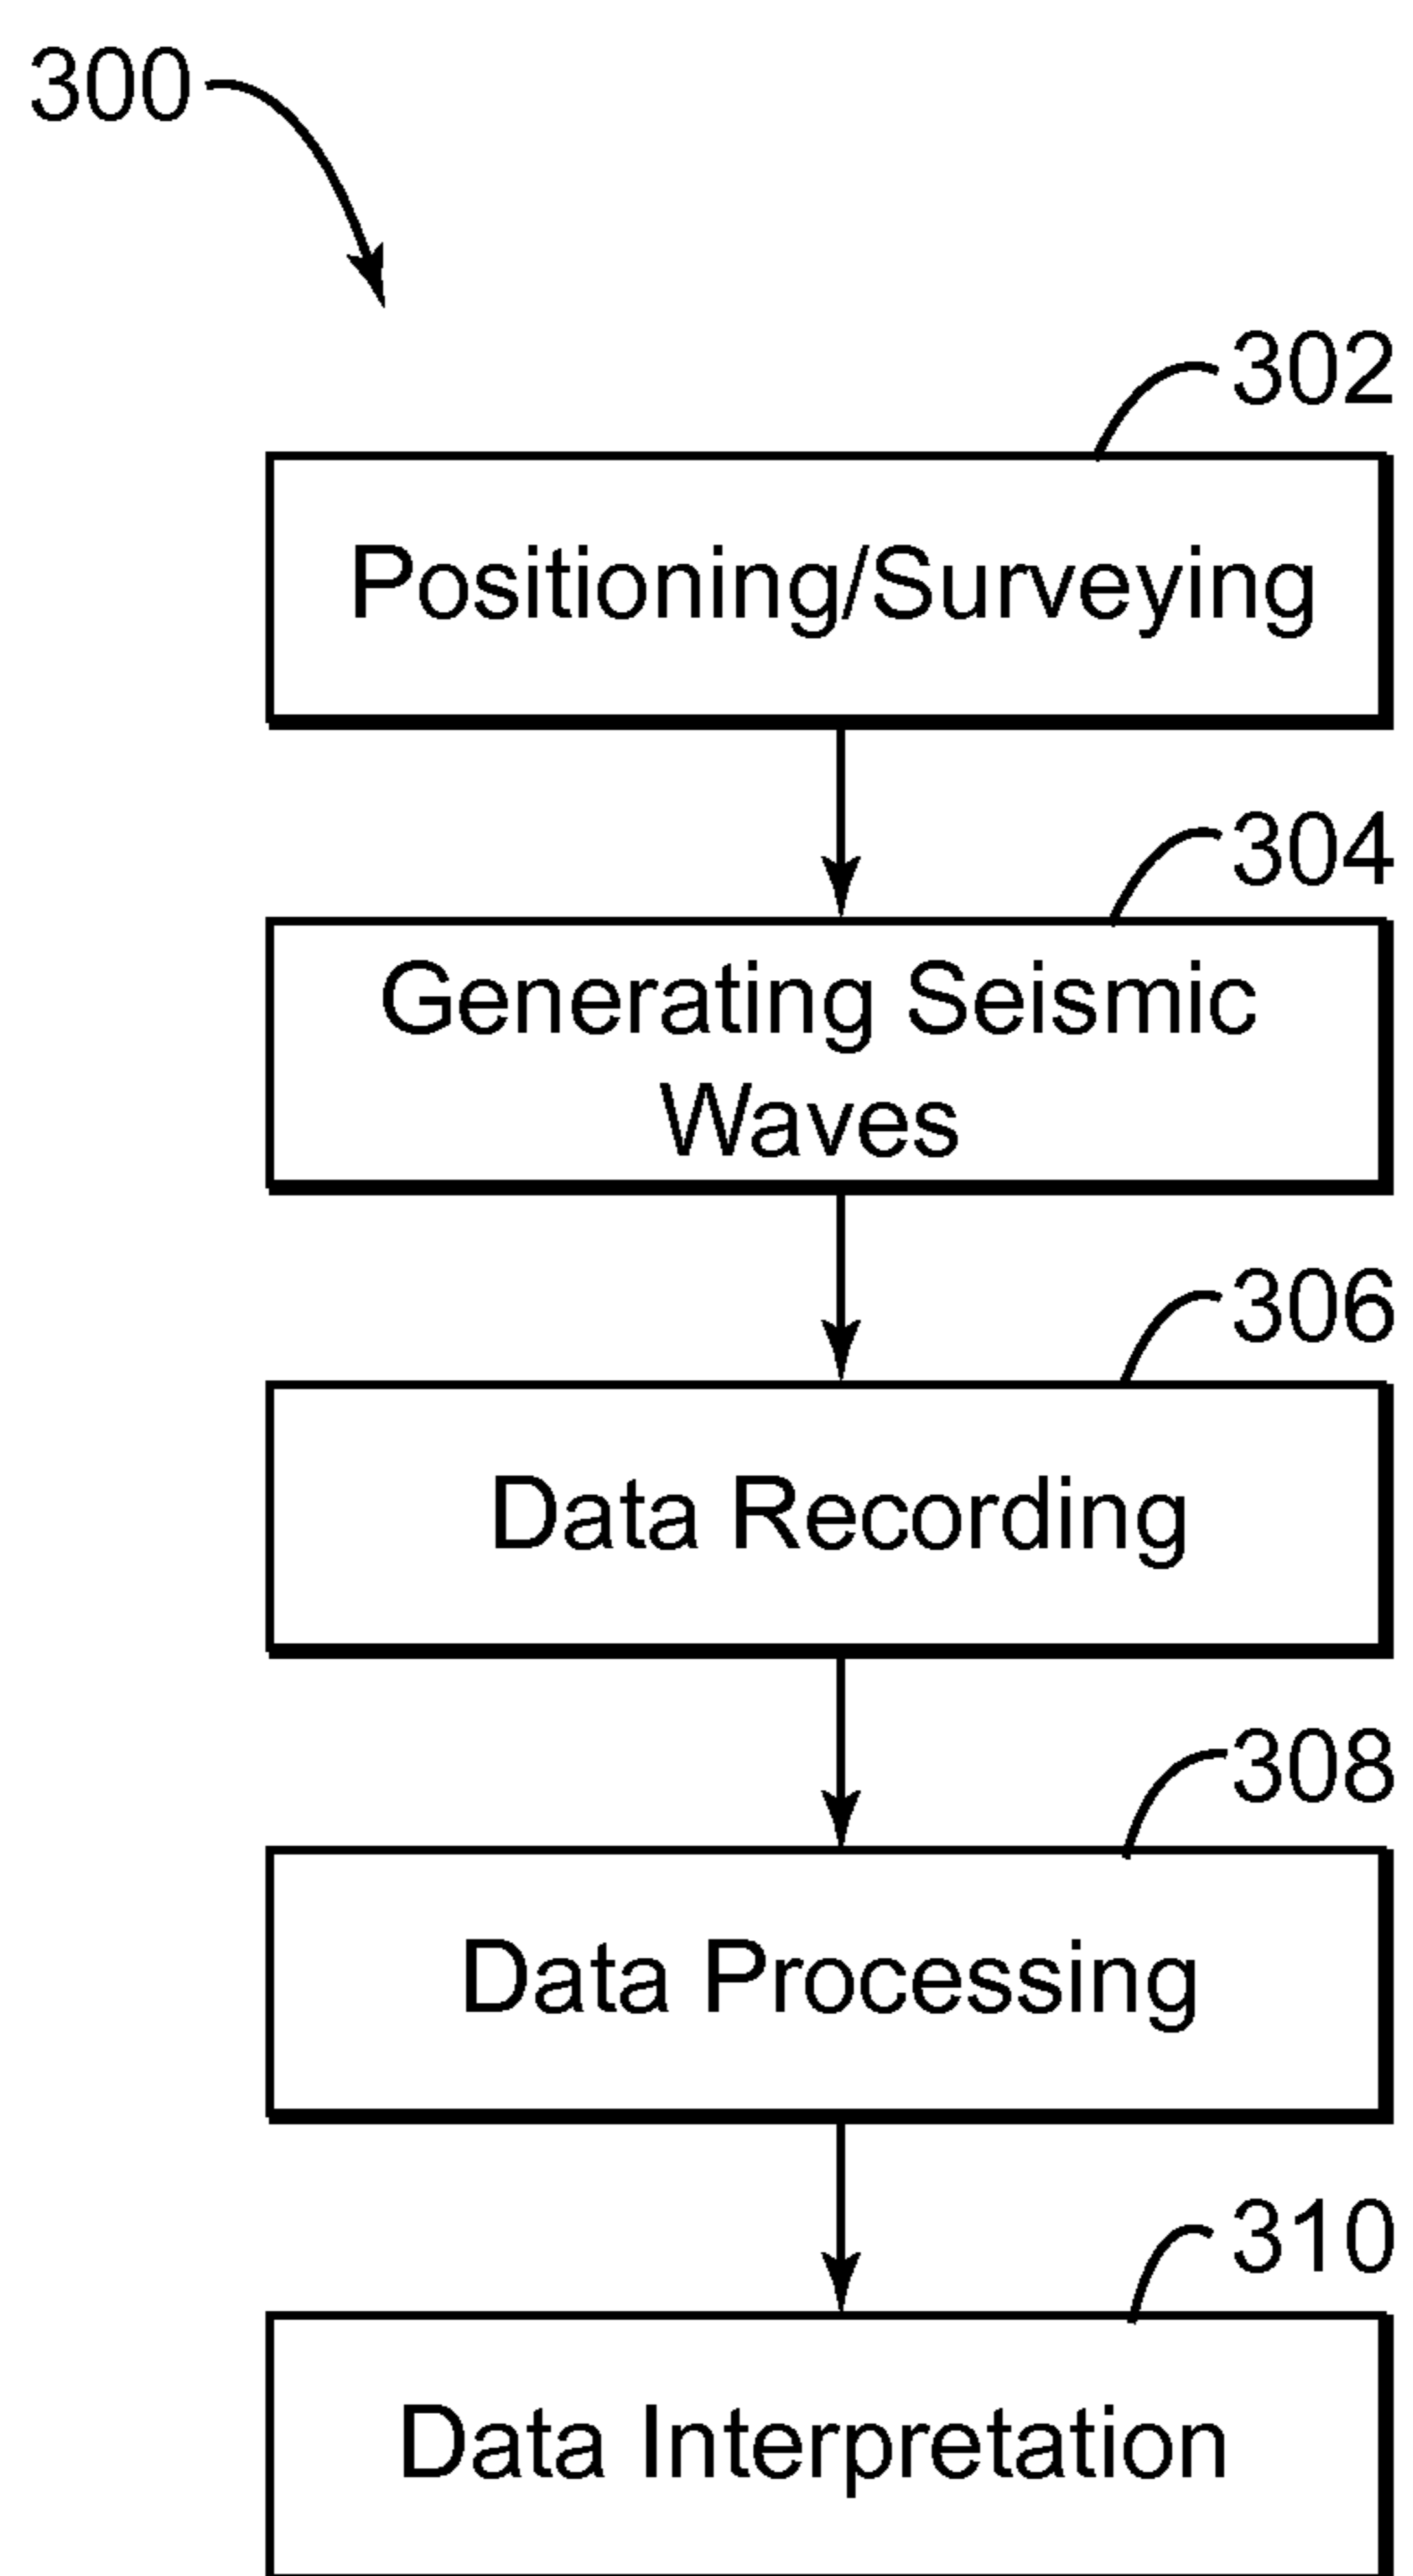 300
302
Positioning/Surveying
304
Generating Seismic
Waves
306
Data Recording
308
Data Processing
310
Data Interpretation